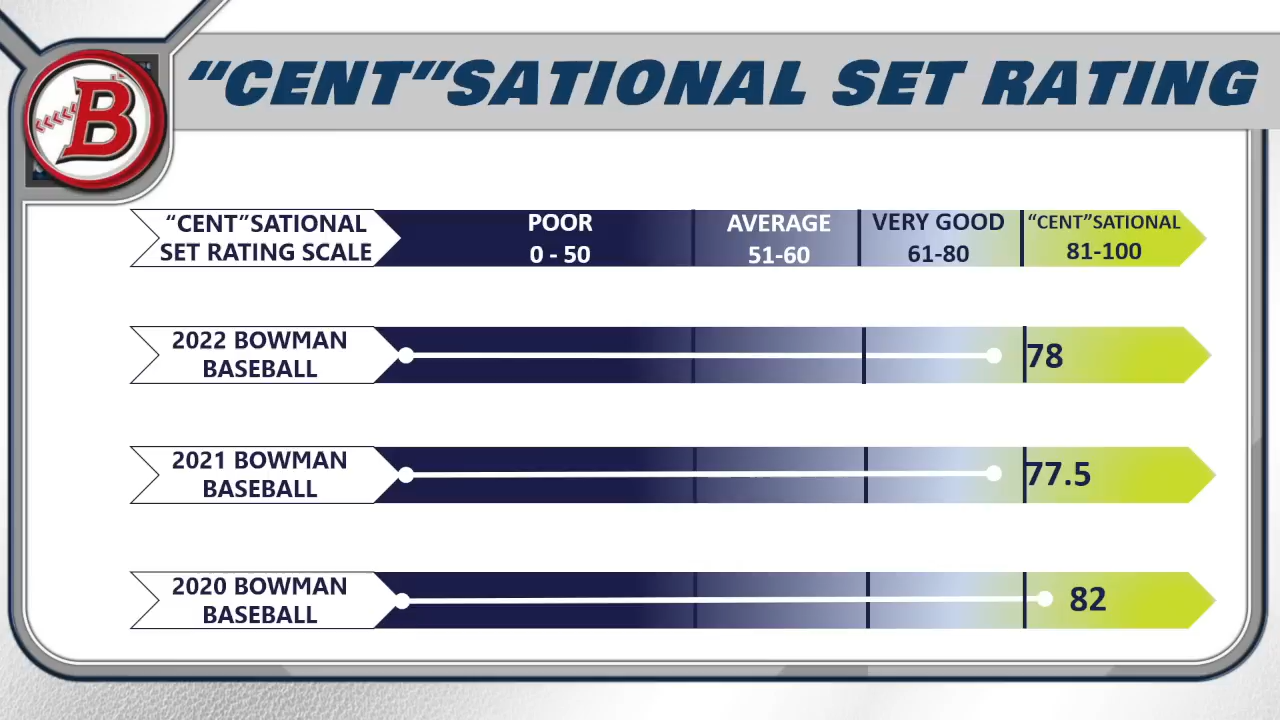 B
“CENT”SATIONAL SET RATING
“CENT”SATIONAL
SET RATING SCALE
POOR
0 - 50
AVERAGE
51-60
VERY GOOD
61-80
“CENT”SATIONAL
81-100
2022 BOWMAN
BASEBALL
78
2021 BOWMAN
BASEBALL
77.5
2020 BOWMAN
BASEBALL
82